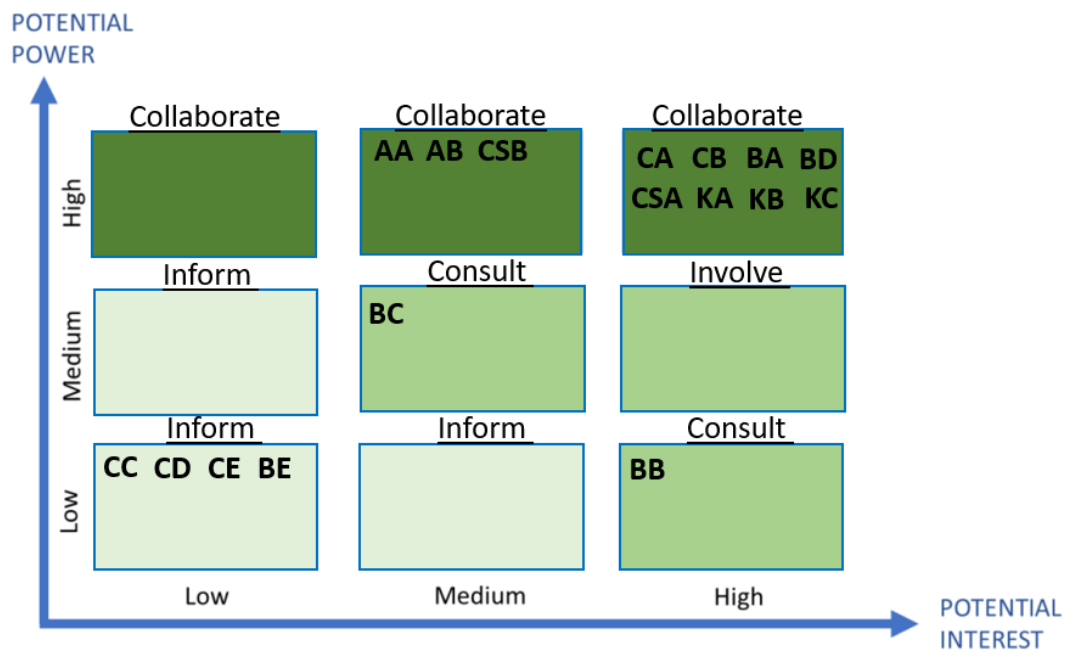 POTENTIAL
POWER
Collaborate
Collaborate
Collaborate
High
AA AB CSB
CA CB BA BD
CSA KA KB KC
Inform
Consult
Involve
Medium
BC
Inform
Inform
Consult
Low
CC CD CE BE
BB
Low
Medium
High
POTENTIAL
INTEREST